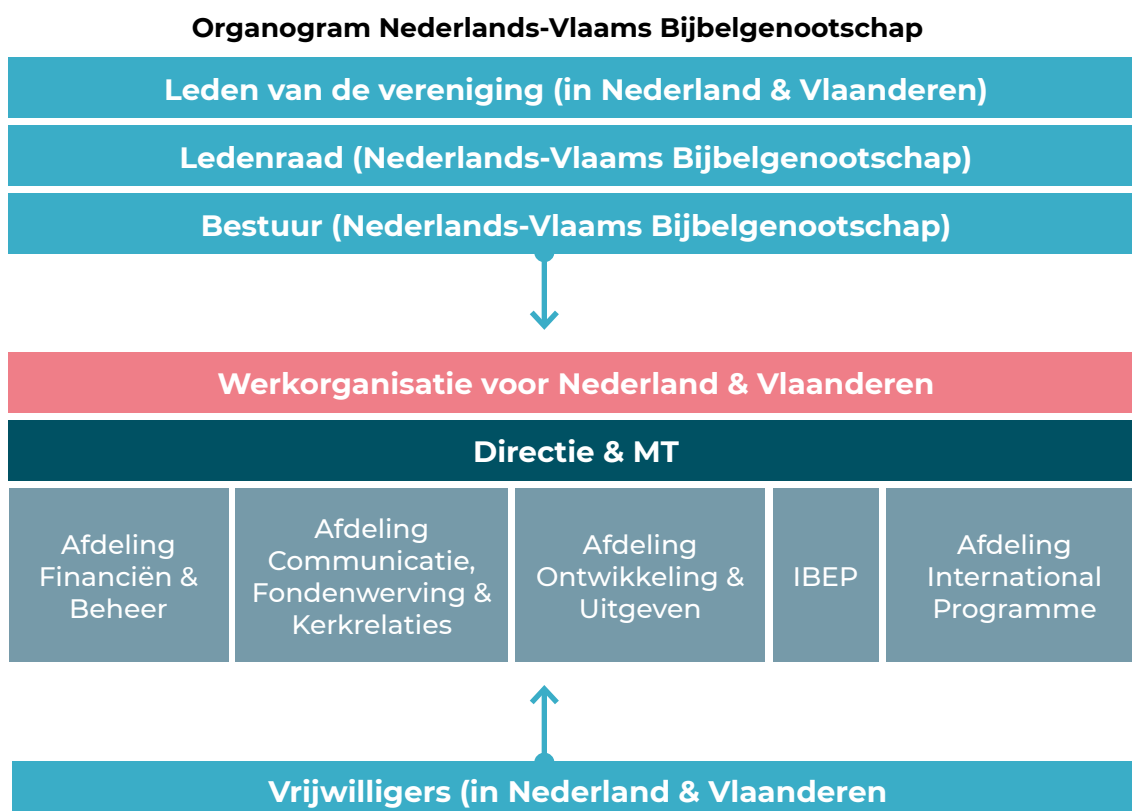 Organogram Nederlands-Vlaams Bijbelgenootschap
Leden van de vereniging (in Nederland & Vlaanderen)
Ledenraad (Nederlands-Vlaams Bijbelgenootschap)
Bestuur (Nederlands-Vlaams Bijbelgenootschap)
Werkorganisatie voor Nederland & Vlaanderen
Directie & MT
Afdeling
Financiën &
Beheer
Afdeling
Communicatie,
Fondenwerving &
Kerkrelaties
Afdeling
Ontwikkeling &
Uitgeven
IBEP
Afdeling
International
Programme
Vrijwilligers (in Nederland & Vlaanderen